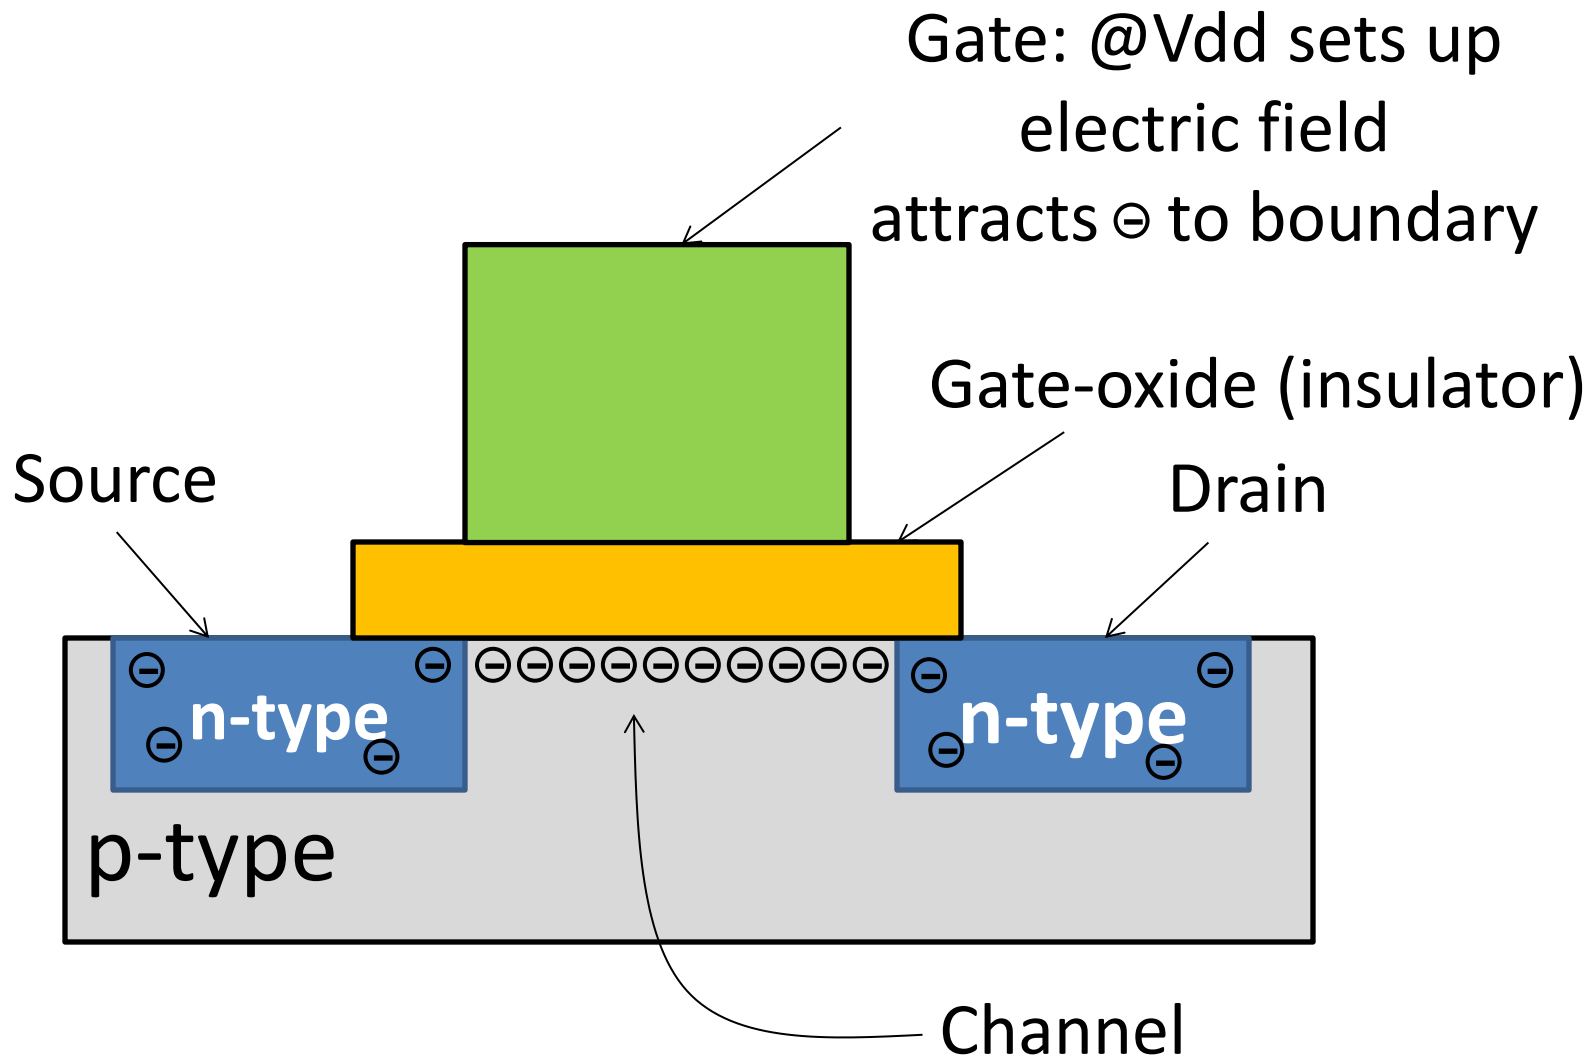 Gate: @Vdd sets up
electric field
attracts ⊖ to boundary
Gate-oxide (insulator)
Source
Drain
n-type
n-type
p-type
Channel